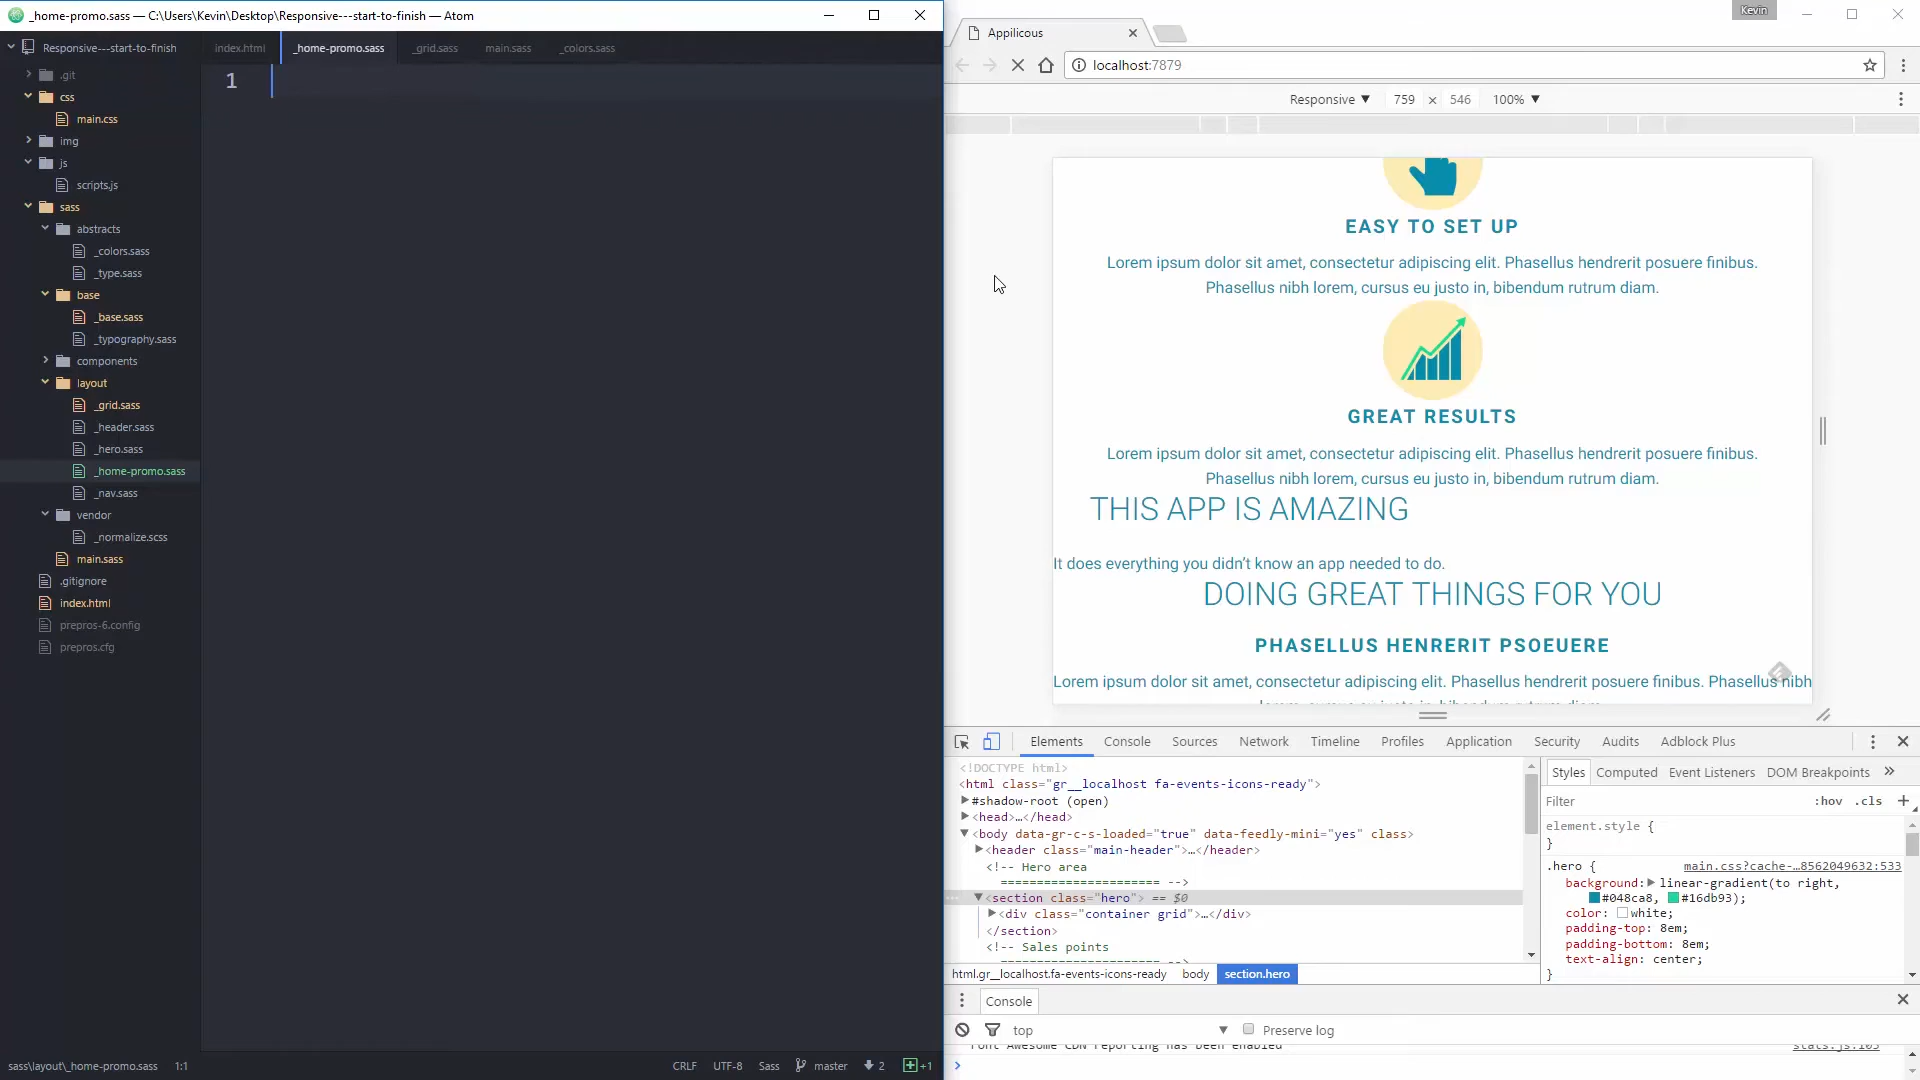 _home-promo.sass — C:\Users\Kevin\Desktop\Responsive---start-to-finish — Atom
Responsive---start-to-finish
.git
css
main.css
img
js
scripts.js
sass
abstracts
_colors.sass
_type.sass
base
_base.sass
_typography.sass
components
layout
_grid.sass
_header.sass
_hero.sass
_home-promo.sass
_nav.sass
vendor
_normalize.scss
main.sass
.gitignore
index.html
prepros-6.config
prepros.cfg
index.html _home-promo.sass _grid.sass main.sass _colors.sass
1
sass\layout\_home-promo.sass 1:1 CRLF UTF-8 Sass master 2 +1
Kevin
Appilicous
localhost:7879
Responsive ▼ 759 × 546 100% ▼
EASY TO SET UP
Lorem ipsum dolor sit amet, consectetur adipiscing elit. Phasellus hendrerit posuere finibus.
Phasellus nibh lorem, cursus eu justo in, bibendum rutrum diam.
GREAT RESULTS
Lorem ipsum dolor sit amet, consectetur adipiscing elit. Phasellus hendrerit posuere finibus.
Phasellus nibh lorem, cursus eu justo in, bibendum rutrum diam.
THIS APP IS AMAZING
It does everything you didn’t know an app needed to do.
DOING GREAT THINGS FOR YOU
PHASELLUS HENRERIT PSOEUERE
Lorem ipsum dolor sit amet, consectetur adipiscing elit. Phasellus hendrerit posuere finibus. Phasellus nibh
Elements Console Sources Network Timeline Profiles Application Security Audits Adblock Plus
<!DOCTYPE html>
<html class="gr__localhost fa-events-icons-ready">
#shadow-root (open)
<head>…</head>
<body data-gr-c-s-loaded="true" data-feedly-mini="yes" class>
<header class="main-header">…</header>
<!-- Hero area
====================== -->
<section class="hero"> == $0
<div class="container grid">…</div>
</section>
<!-- Sales points
html.gr__localhost.fa-events-icons-ready body section.hero
Styles Computed Event Listeners DOM Breakpoints »
Filter :hov .cls +
element.style {
}
.hero { main.css?cache-…8562049632:533
background: linear-gradient(to right,
#048ca8, #16db93);
color: white;
padding-top: 8em;
padding-bottom: 8em;
text-align: center;
}
Console
top ▼ Preserve log
Font Awesome CDN reporting has been enabled stats.js:103
>